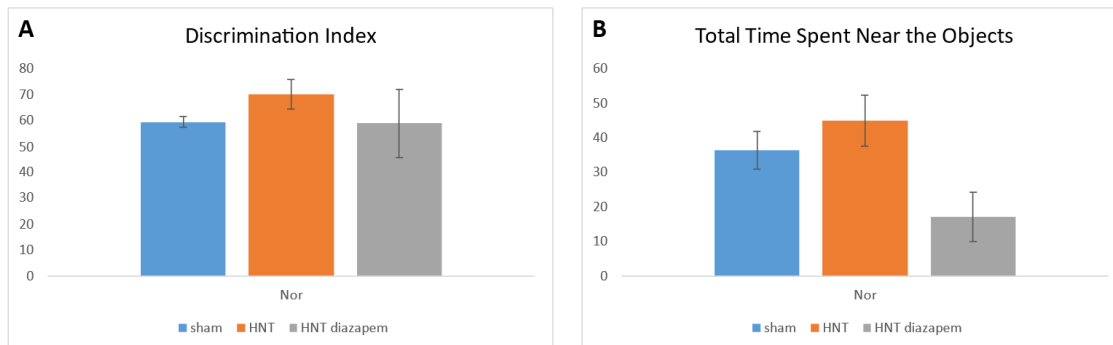 A
Discrimination Index
80
70
60
50
40
30
20
10
0
Nor
sham HNT HNT diazapem
B
Total Time Spent Near the Objects
60
50
40
30
20
10
0
Nor
sham HNT HNT diazapem